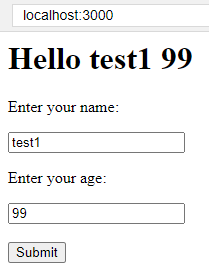 localhost:3000
Hello test1 99
Enter your name:
test1
Enter your age:
99
Submit